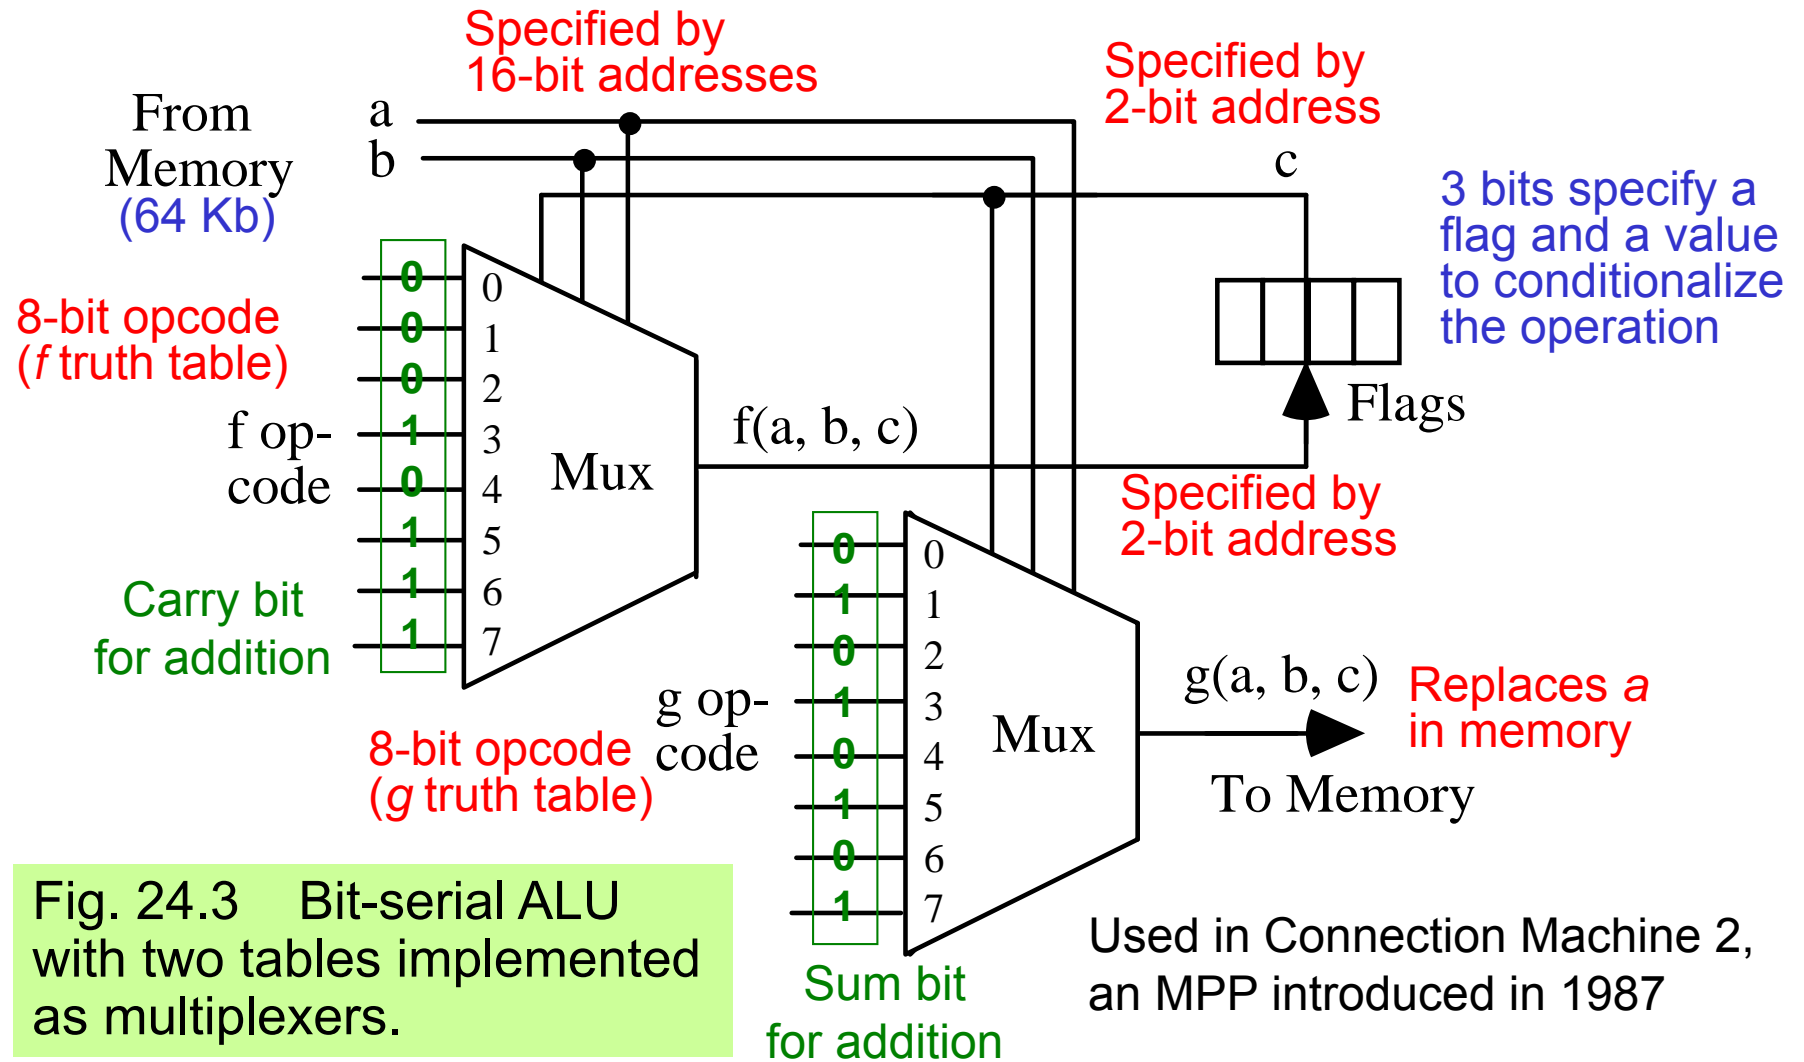 Specified by
16-bit addresses
Specified by
2-bit address
From
Memory
(64 Kb)
a
b
c
3 bits specify a
flag and a value
to conditionalize
the operation
8-bit opcode
(f truth table)
f op-
code
0
0
0
1
0
1
1
1
0
1
2
3
4
5
6
7
Mux
f(a, b, c)
Flags
Specified by
2-bit address
Carry bit
for addition
8-bit opcode
(g truth table)
g op-
code
0
1
0
1
0
1
0
1
0
1
2
3
4
5
6
7
Mux
g(a, b, c)
Replaces a
in memory
To Memory
Sum bit
for addition
Fig. 24.3 Bit-serial ALU
with two tables implemented
as multiplexers.
Used in Connection Machine 2,
an MPP introduced in 1987